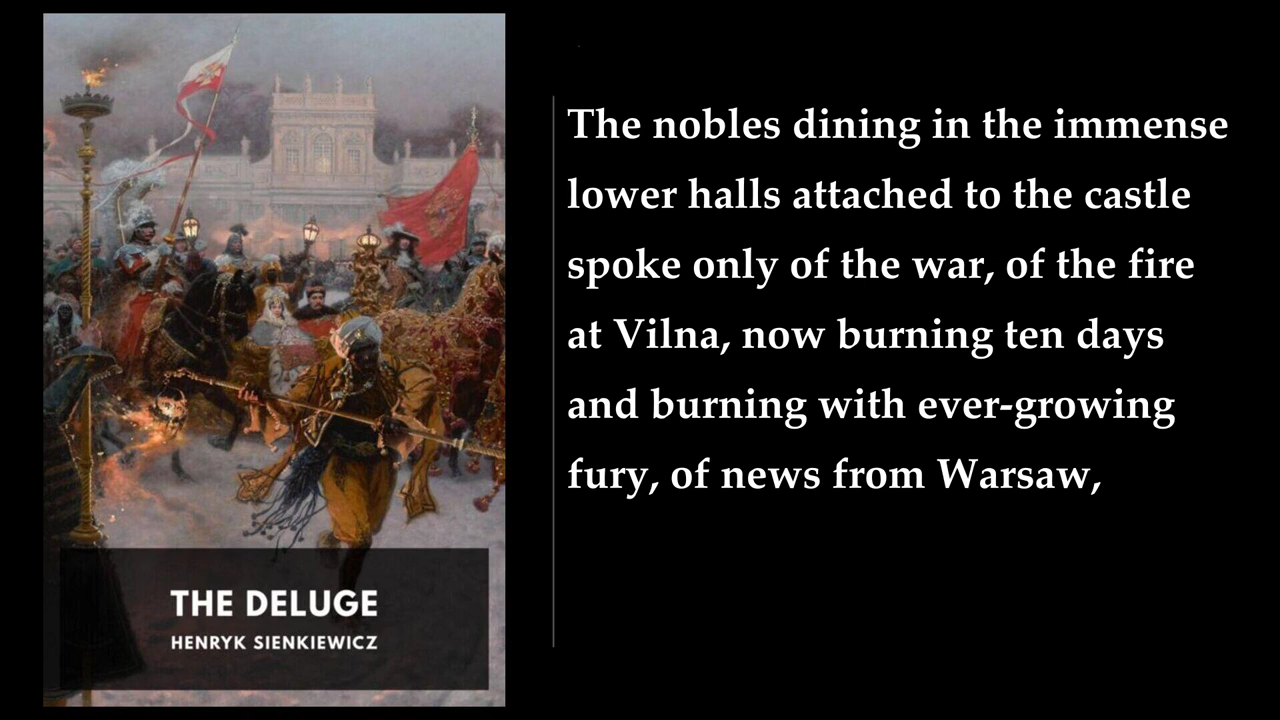 The nobles dining in the immense
lower halls attached to the castle
spoke only of the war, of the fire
at Vilna, now burning ten days
and burning with ever-growing
fury, of news from Warsaw,
THE DELUGE
HENRYK SIENKIEWICZ